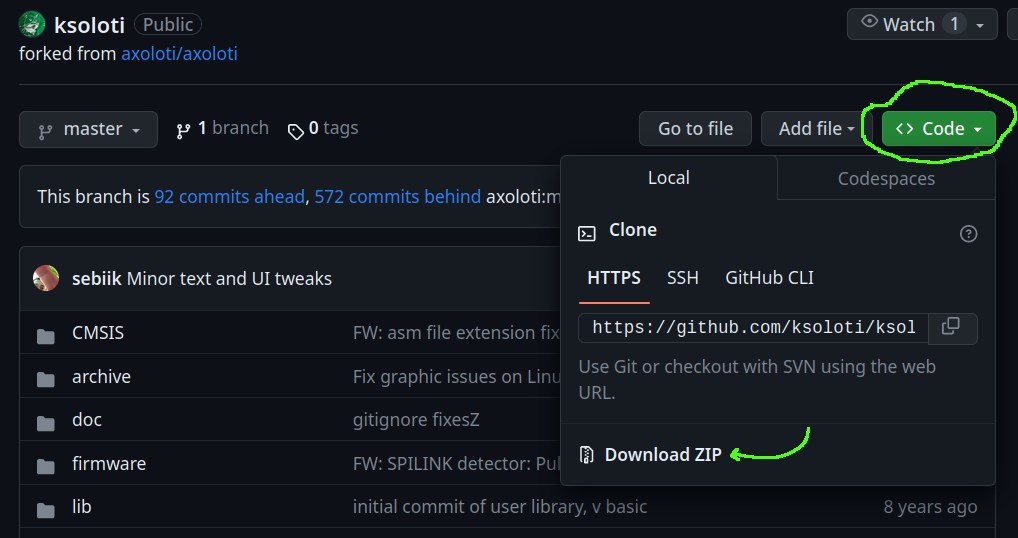 ksoloti Public Watch 1
forked from axoloti/axoloti
master 1 branch 0 tags Go to file Add file <> Code
This branch is 92 commits ahead, 572 commits behind axoloti:m
Local Codespaces
Clone
HTTPS SSH GitHub CLI
https://github.com/ksoloti/ksol
Use Git or checkout with SVN using the web
URL.
Download ZIP
sebiik Minor text and UI tweaks
CMSIS FW: asm file extension fix
archive Fix graphic issues on Linu
doc gitignore fixesZ
firmware FW: SPILINK detector: Pul
lib initial commit of user library, v basic 8 years ago